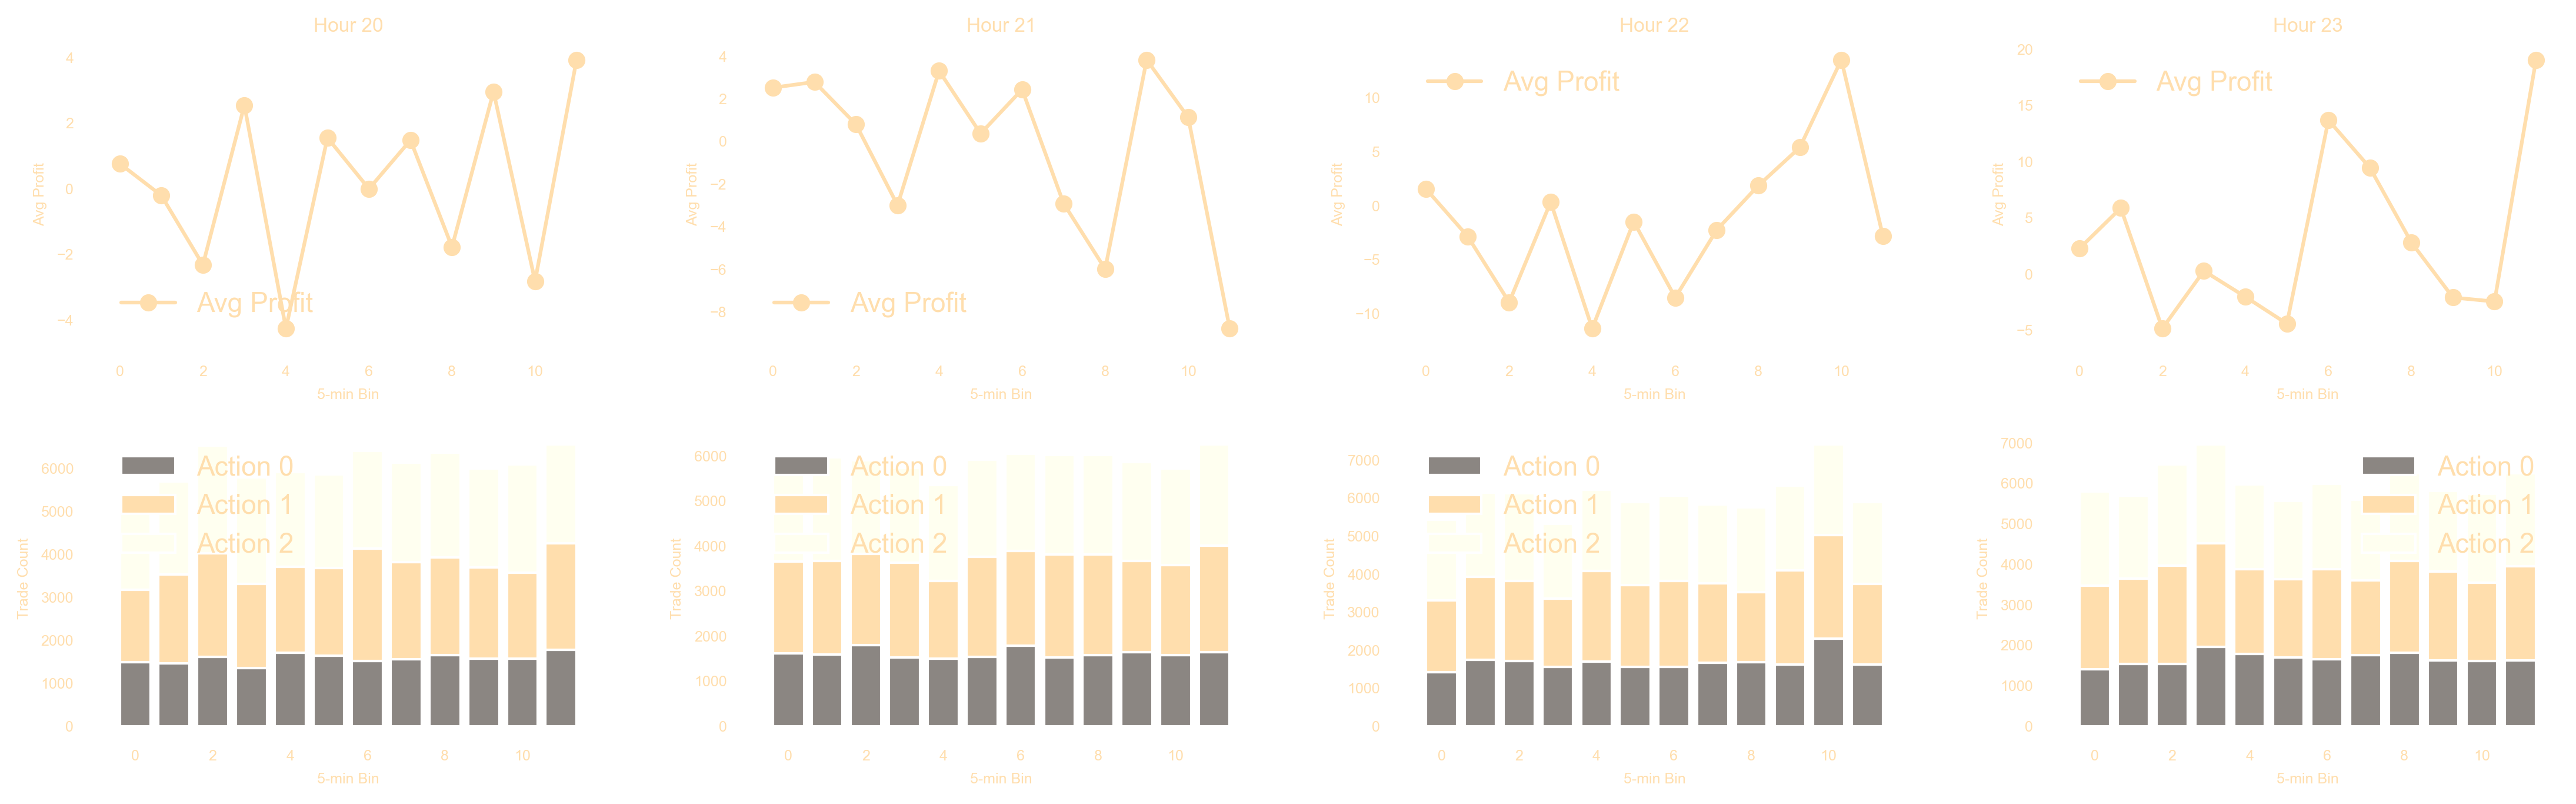 Hour 20
4
2
0
−2
−4
Avg Profit
Avg Profit
0 2 4 6 8 10
5-min Bin
Hour 21
4
2
0
−2
−4
−6
−8
Avg Profit
Avg Profit
0 2 4 6 8 10
5-min Bin
Hour 22
10
5
0
−5
−10
Avg Profit
Avg Profit
0 2 4 6 8 10
5-min Bin
Hour 23
20
15
10
5
0
−5
Avg Profit
Avg Profit
0 2 4 6 8 10
5-min Bin
6000
5000
4000
3000
2000
1000
0
Trade Count
Action 0
Action 1
Action 2
0 2 4 6 8 10
5-min Bin
6000
5000
4000
3000
2000
1000
0
Trade Count
Action 0
Action 1
Action 2
0 2 4 6 8 10
5-min Bin
7000
6000
5000
4000
3000
2000
1000
0
Trade Count
Action 0
Action 1
Action 2
0 2 4 6 8 10
5-min Bin
7000
6000
5000
4000
3000
2000
1000
0
Trade Count
Action 0
Action 1
Action 2
0 2 4 6 8 10
5-min Bin